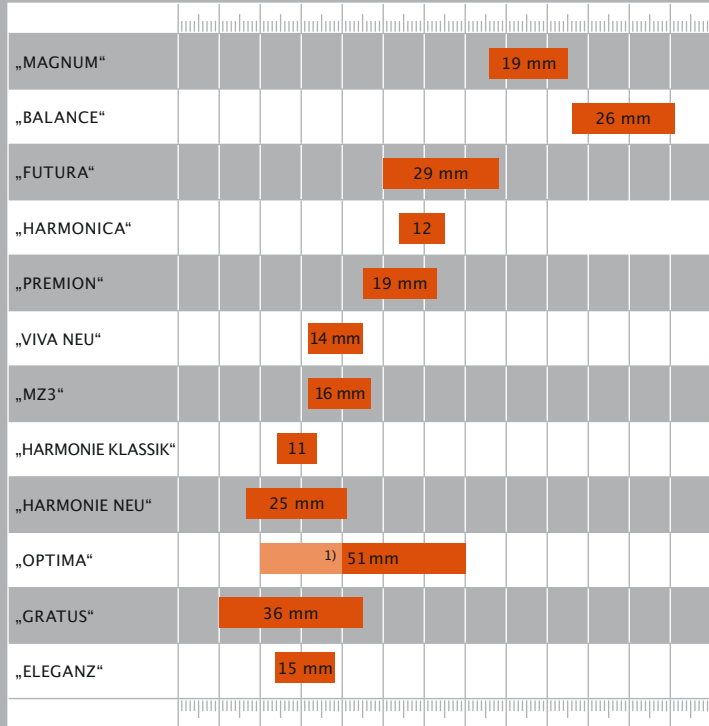 „MAGNUM“ 19 mm
„BALANCE“ 26 mm
„FUTURA“ 29 mm
„HARMONICA“ 12
„PREMION“ 19 mm
„VIVA NEU“ 14 mm
„MZ3“ 16 mm
„HARMONIE KLASSIK“ 11
„HARMONIE NEU“ 25 mm
„OPTIMA“ 1) 51 mm
„GRATUS“ 36 mm
„ELEGANZ“ 15 mm